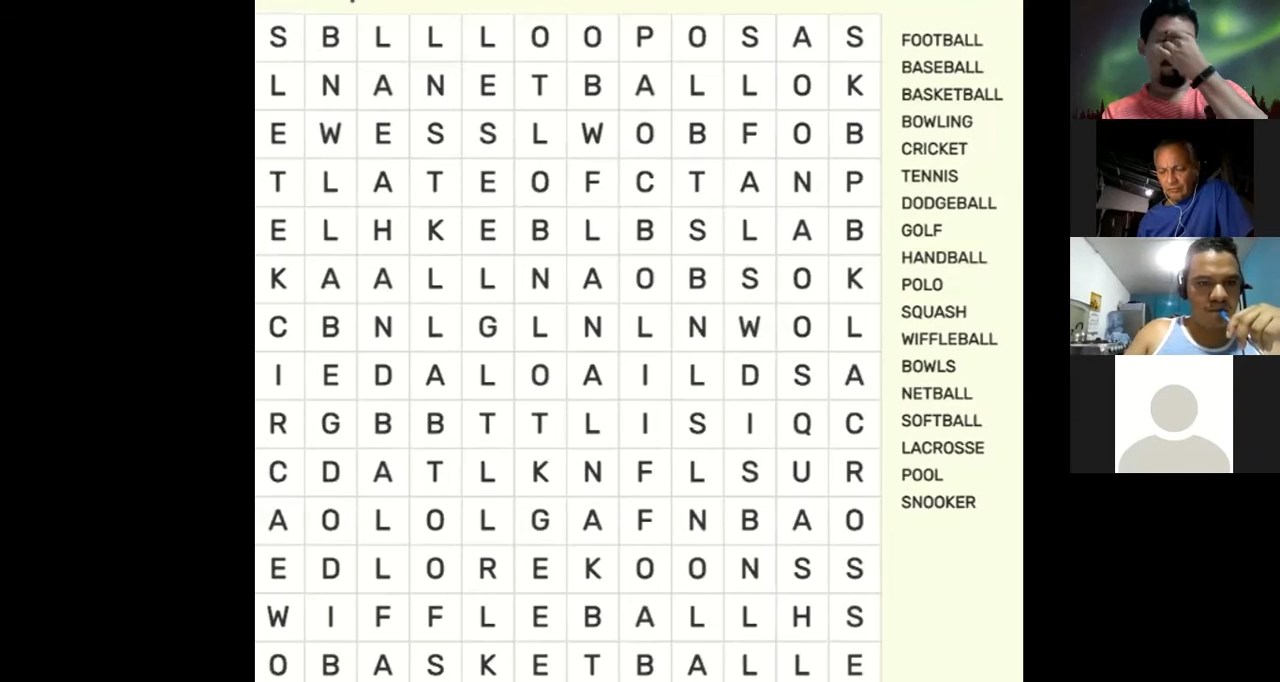 S B L L L O O P O S A S
L N A N E T B A L L O K
E W E S S L W O B F O B
T L A T E O F C T A N P
E L H K E B L B S L A B
K A A L L N A O B S O K
C B N L G L N L N W O L
I E D A L O A I L D S A
R G B B T T L I S I Q C
C D A T L K N F L S U R
A O L O L G A F N B A O
E D L O R E K O O N S S
W I F F L E B A L L H S
O B A S K E T B A L L E
FOOTBALL
BASEBALL
BASKETBALL
BOWLING
CRICKET
TENNIS
DODGEBALL
GOLF
HANDBALL
POLO
SQUASH
WIFFLEBALL
BOWLS
NETBALL
SOFTBALL
LACROSSE
POOL
SNOOKER